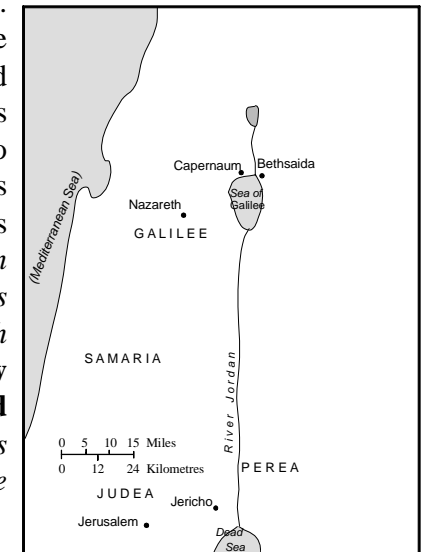 Capernaum Bethsaida
Sea of
Galilee
Nazareth
GALILEE
(Mediterranean Sea)
SAMARIA
River Jordan
0 5 10 15 Miles
0 12 24 Kilometres
PEREA
JUDEA
Jericho
Jerusalem
Dead
Sea